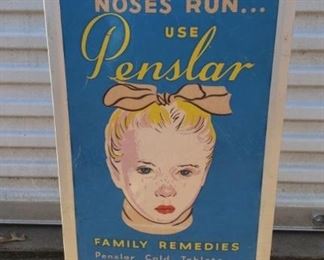 NOSES RUN...
USE
Penslar
FAMILY REMEDIES
Penslar Cold Tablets